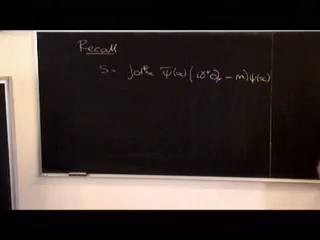 Recall
S = ∫d⁴x ψ̄(x)(iγ^μ∂_μ - m)ψ(x)